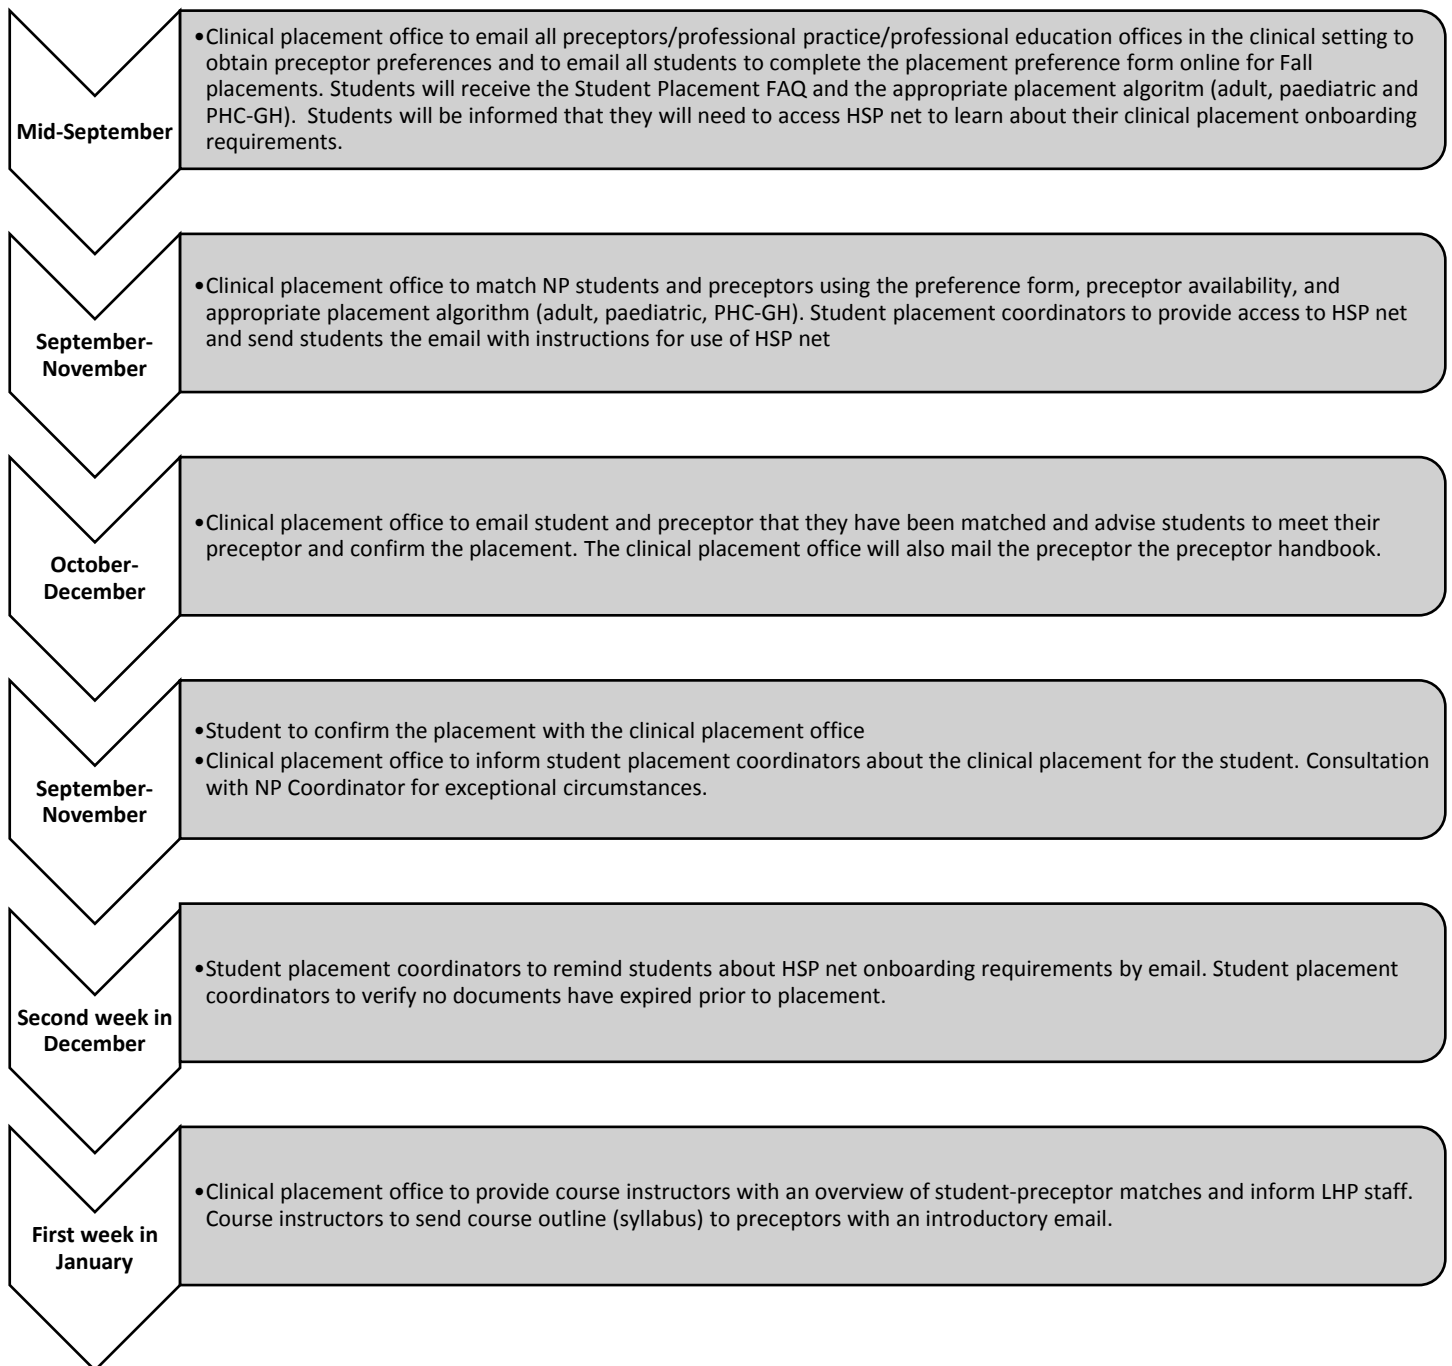 Mid-September
•Clinical placement office to email all preceptors/professional practice/professional education offices in the clinical setting to
obtain preceptor preferences and to email all students to complete the placement preference form online for Fall
placements. Students will receive the Student Placement FAQ and the appropriate placement algoritm (adult, paediatric and
PHC-GH).  Students will be informed that they will need to access HSP net to learn about their clinical placement onboarding
requirements.
September-
November
•Clinical placement office to match NP students and preceptors using the preference form, preceptor availability, and
appropriate placement algorithm (adult, paediatric, PHC-GH). Student placement coordinators to provide access to HSP net
and send students the email with instructions for use of HSP net
October-
December
•Clinical placement office to email student and preceptor that they have been matched and advise students to meet their
preceptor and confirm the placement. The clinical placement office will also mail the preceptor the preceptor handbook.
September-
November
•Student to confirm the placement with the clinical placement office
•Clinical placement office to inform student placement coordinators about the clinical placement for the student. Consultation
with NP Coordinator for exceptional circumstances.
Second week in
December
•Student placement coordinators to remind students about HSP net onboarding requirements by email. Student placement
coordinators to verify no documents have expired prior to placement.
First week in
January
•Clinical placement office to provide course instructors with an overview of student-preceptor matches and inform LHP staff.
Course instructors to send course outline (syllabus) to preceptors with an introductory email.